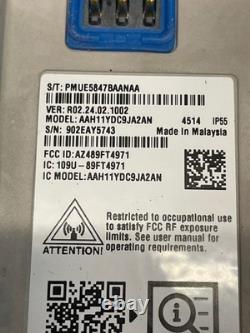 S/T: PMUE5847BAANAA
VER: R02.24.02.1002
MODEL: AAH11YDC9JA2AN 4514 IP55
S/N: 902EAY5743 Made in Malaysia
FCC ID: AZ489FT4971
IC: 109U - 89FT4971
IC MODEL: AAH11YDC9JA2AN
ATTENTION!
Restricted to occupational use
to satisfy FCC RF exposure
limits. See user manual for
operating requirements.